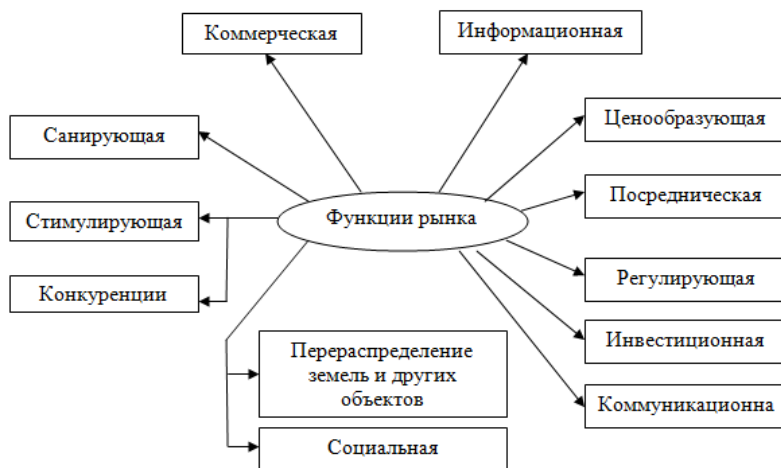 Коммерческая
Информационная
Санирующая
Ценообразующая
Стимулирующая
Функции рынка
Посредническая
Конкуренции
Регулирующая
Перераспределение
земель и других
объектов
Инвестиционная
Коммуникационна
Социальная